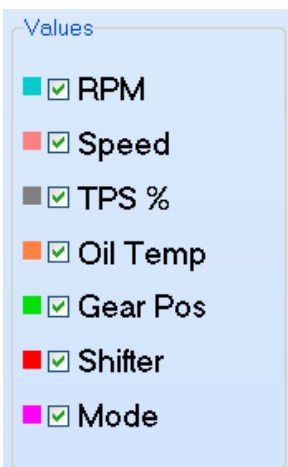 Values
RPM
Speed
TPS %
Oil Temp
Gear Pos
Shifter
Mode